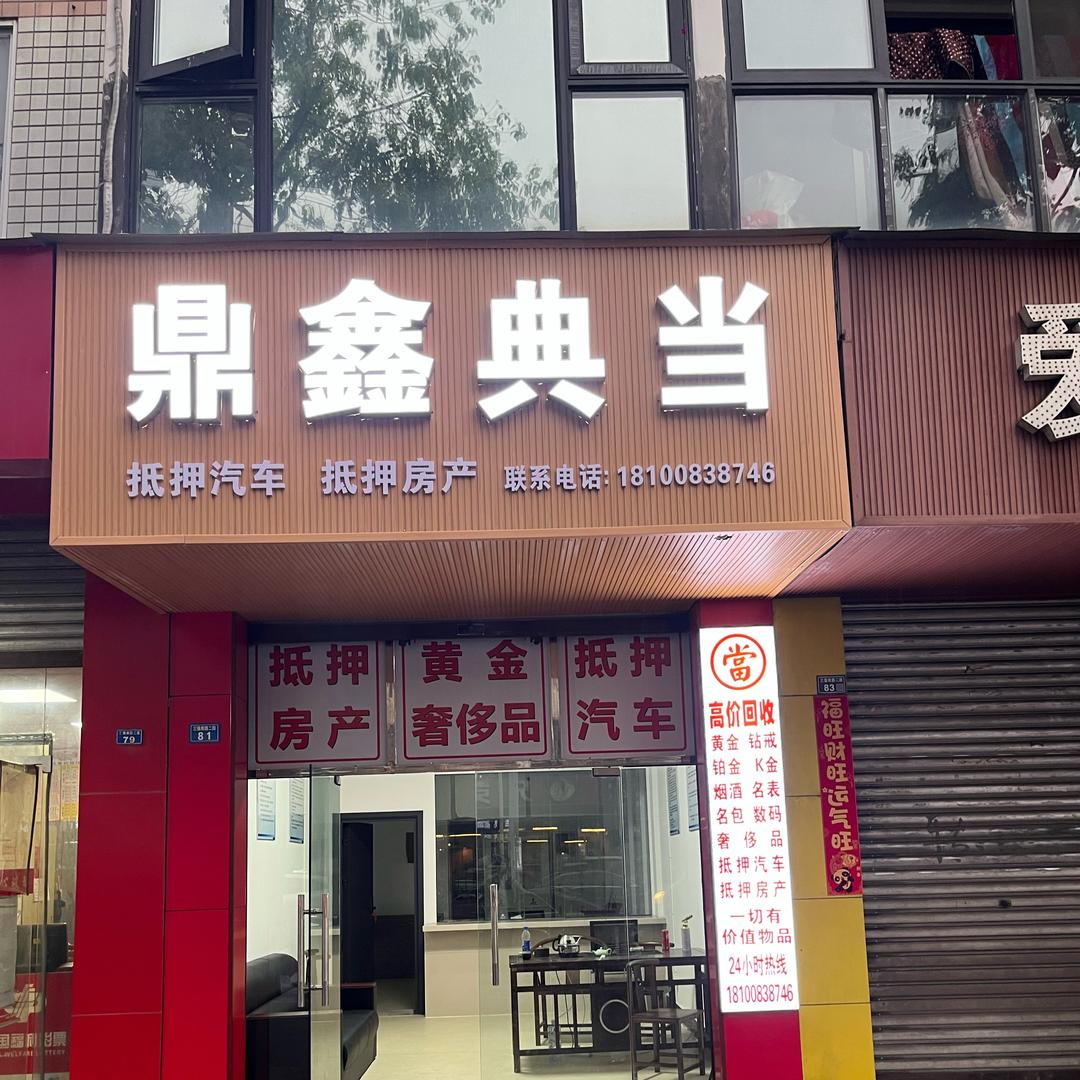 鼎鑫典当
抵押汽车 抵押房产 联系电话: 18100838746
爱
抵押
房产
黄金
奢侈品
抵押
汽车
當
高价回收
黄金 钻戒
铂金 K金
烟酒 名表
名包 数码
奢侈品
抵押汽车
抵押房产
一切有
价值物品
24小时热线
18100838746
79
81
83
福旺财旺运气旺